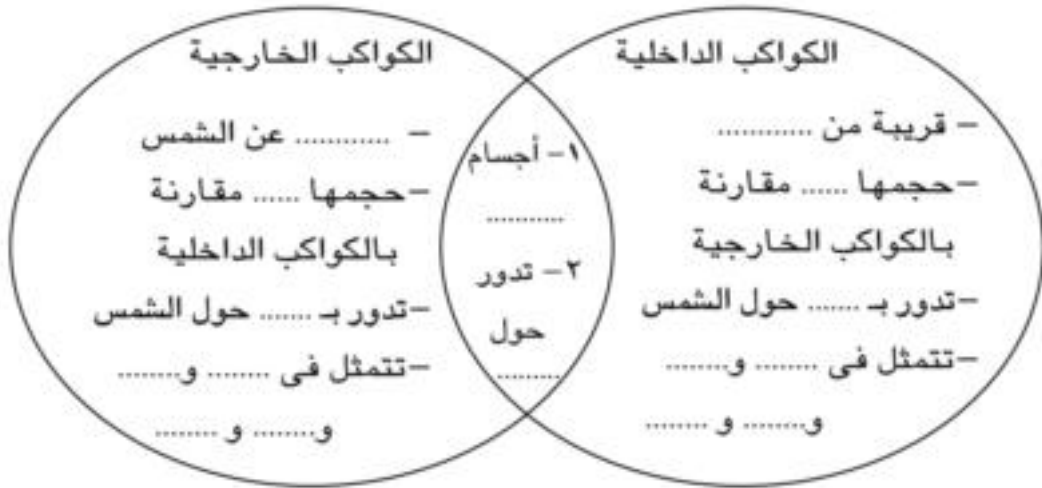 الكواكب الداخلية
- قريبة من ............
-حجمها ...... مقارنة
بالكواكب الخارجية
-تدور بـ ....... حول الشمس
-تتمثل فى ........ و........
و........ و ........
١- أجسام
...........
٢- تدور
حول
.........
الكواكب الخارجية
- ............ عن الشمس
-حجمها ...... مقارنة
بالكواكب الداخلية
-تدور بـ ....... حول الشمس
-تتمثل فى ........ و........
و........ و ........